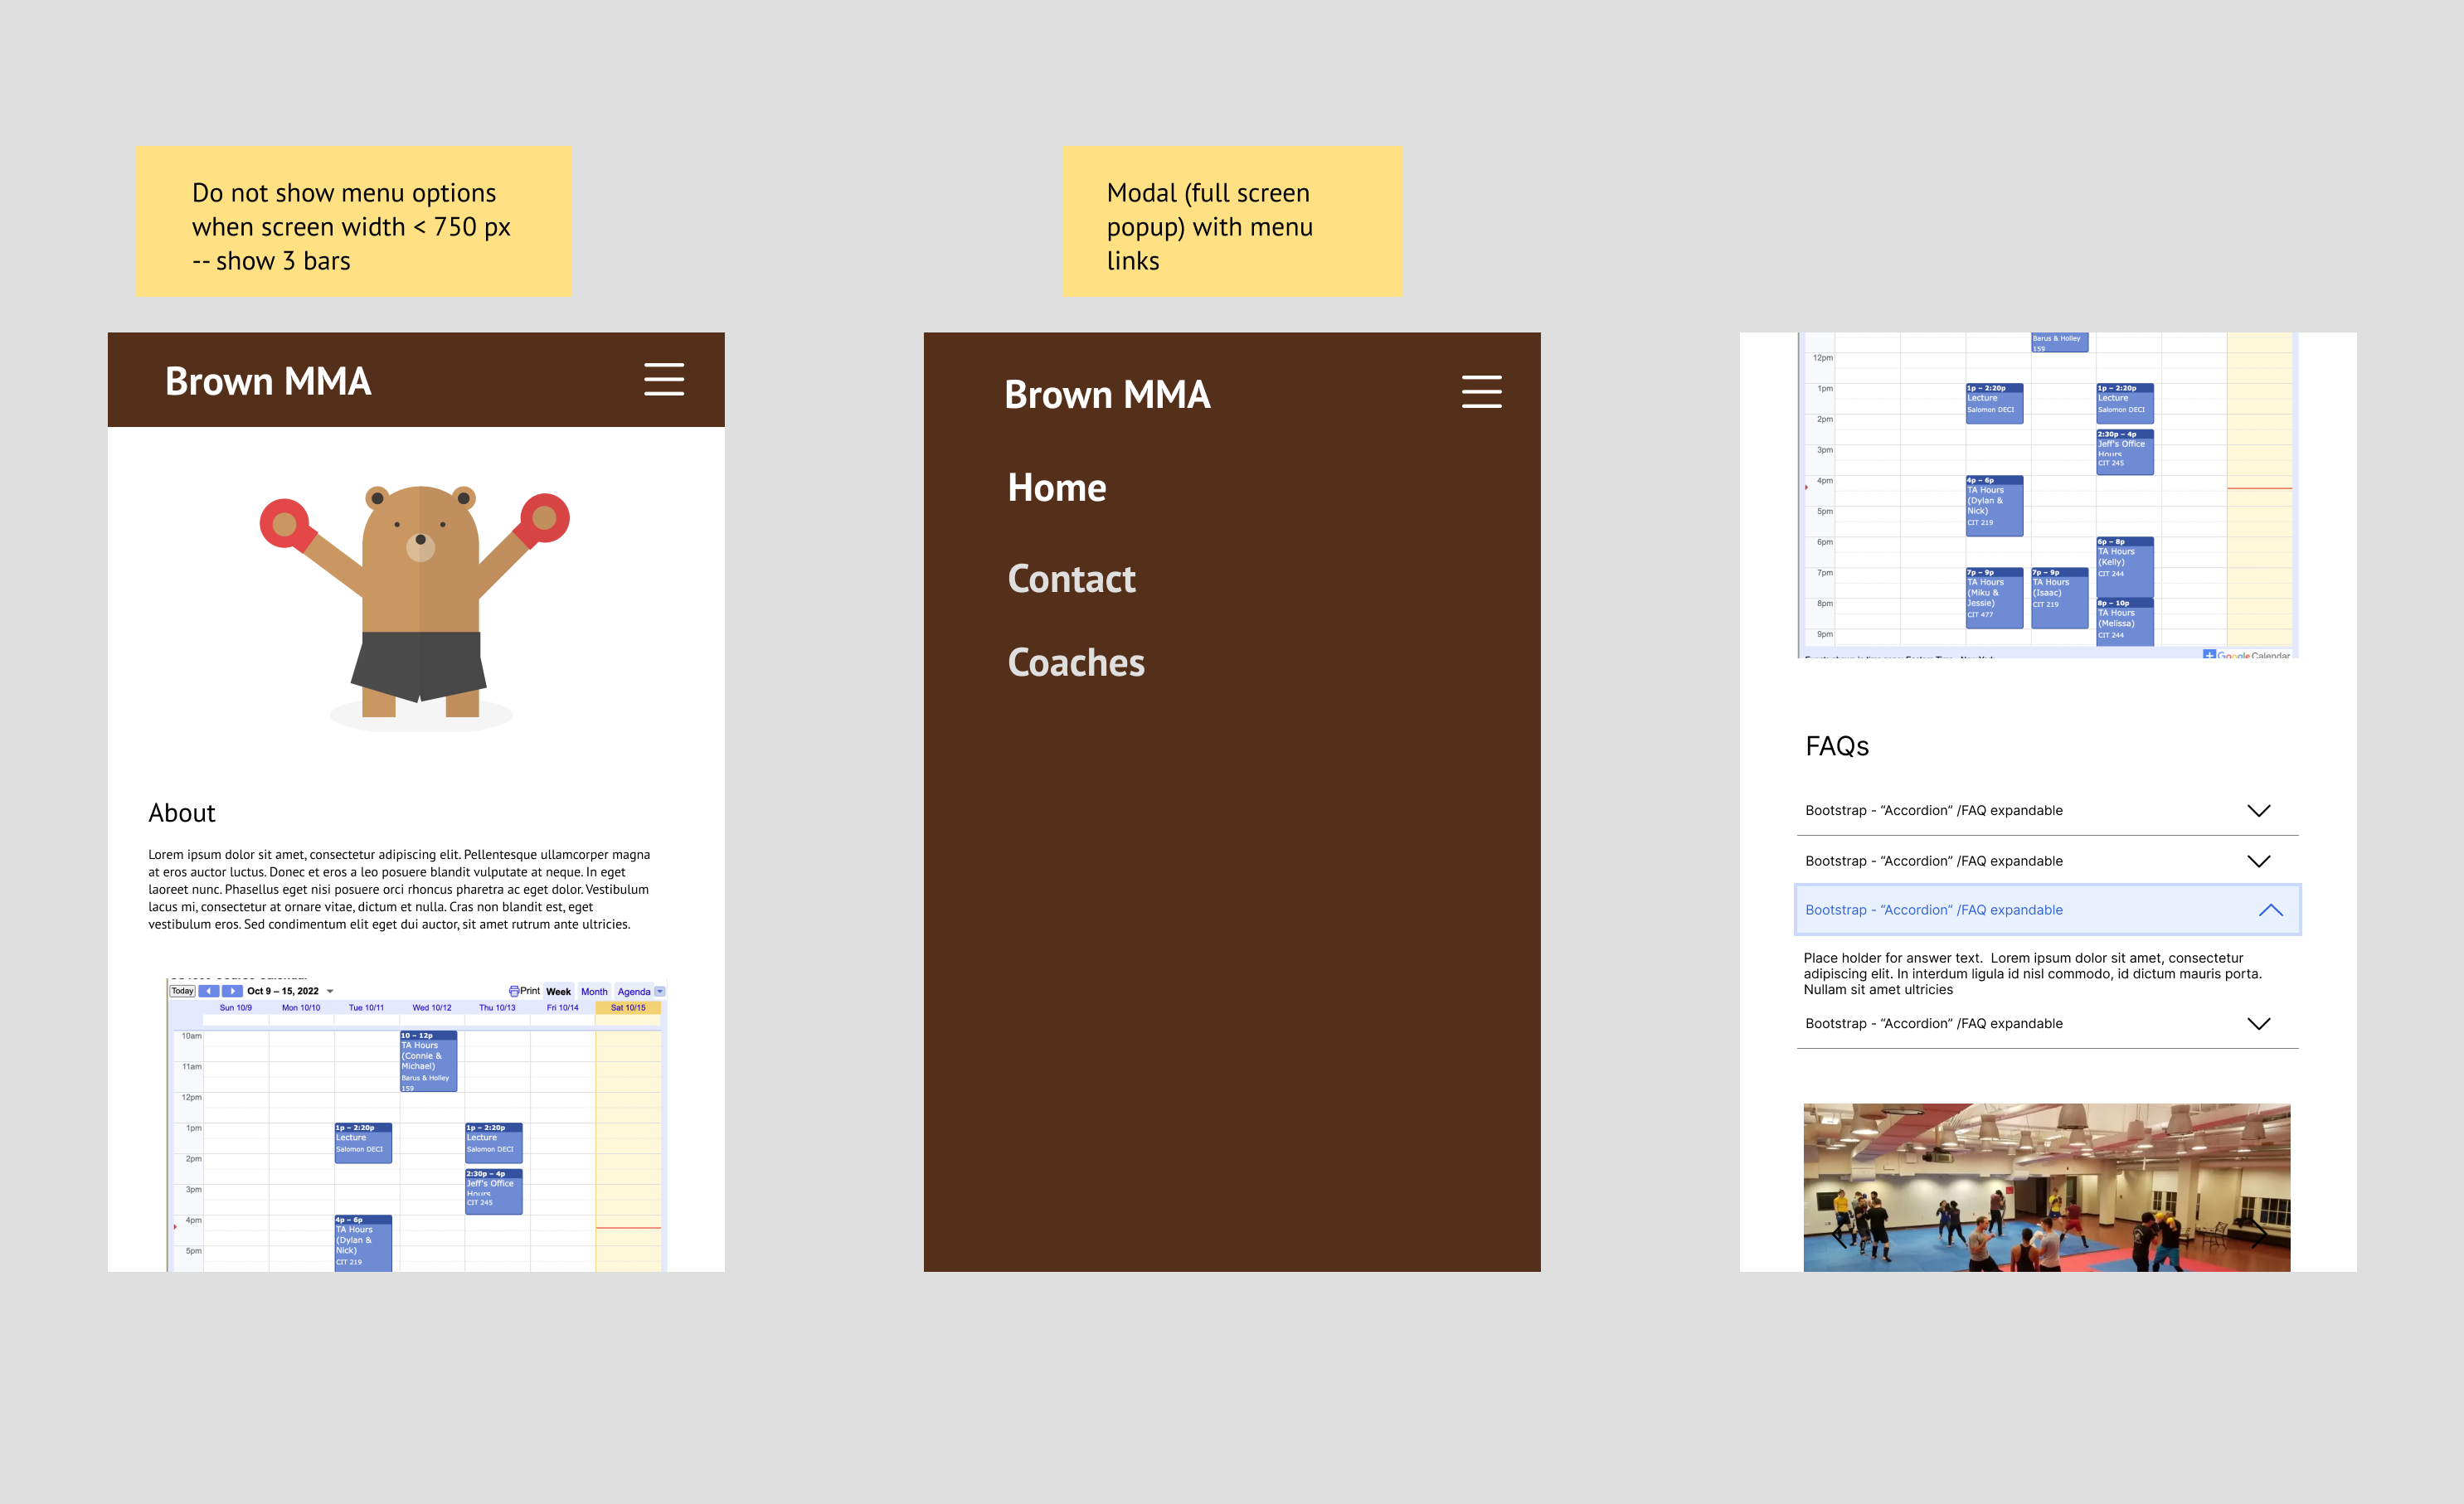 Do not show menu options
when screen width < 750 px
-- show 3 bars
Modal (full screen
popup) with menu
links
Brown MMA
About
Lorem ipsum dolor sit amet, consectetur adipiscing elit. Pellentesque ullamcorper magna
at eros auctor luctus. Donec et eros a leo posuere blandit vulputate at neque. In eget
laoreet nunc. Phasellus eget nisi posuere orci rhoncus pharetra ac eget dolor. Vestibulum
lacus mi, consectetur at ornare vitae, dictum et nulla. Cras non blandit est, eget
vestibulum eros. Sed condimentum elit eget dui auctor, sit amet rutrum ante ultricies.
Today Oct 9 – 15, 2022 Print Week Month Agenda
Sun 10/9 Mon 10/10 Tue 10/11 Wed 10/12 Thu 10/13 Fri 10/14 Sat 10/15
10am
10 – 12p
TA Hours
(Connie &
Michael)
Barus & Holley
159
11am
12pm
1pm
1p – 2:20p
Lecture
Salomon DECI
1p – 2:20p
Lecture
Salomon DECI
2pm
2:30p – 4p
Jeff's Office
Hours
CIT 245
3pm
4pm
4p – 6p
TA Hours
(Dylan &
Nick)
CIT 219
5pm
Brown MMA
Home
Contact
Coaches
Barus & Holley
159
12pm
1pm
1p – 2:20p
Lecture
Salomon DECI
1p – 2:20p
Lecture
Salomon DECI
2pm
2:30p – 4p
Jeff's Office
Hours
CIT 245
3pm
4pm
4p – 6p
TA Hours
(Dylan &
Nick)
CIT 219
5pm
6pm
6p – 8p
TA Hours
(Kelly)
CIT 244
7pm
7p – 9p
TA Hours
(Miku &
Jessie)
CIT 477
7p – 9p
TA Hours
(Isaac)
CIT 219
8pm
8p – 10p
TA Hours
(Melissa)
CIT 244
9pm
Google Calendar
FAQs
Bootstrap - “Accordion” /FAQ expandable
Bootstrap - “Accordion” /FAQ expandable
Bootstrap - “Accordion” /FAQ expandable
Place holder for answer text.  Lorem ipsum dolor sit amet, consectetur
adipiscing elit. In interdum ligula id nisl commodo, id dictum mauris porta.
Nullam sit amet ultricies
Bootstrap - “Accordion” /FAQ expandable